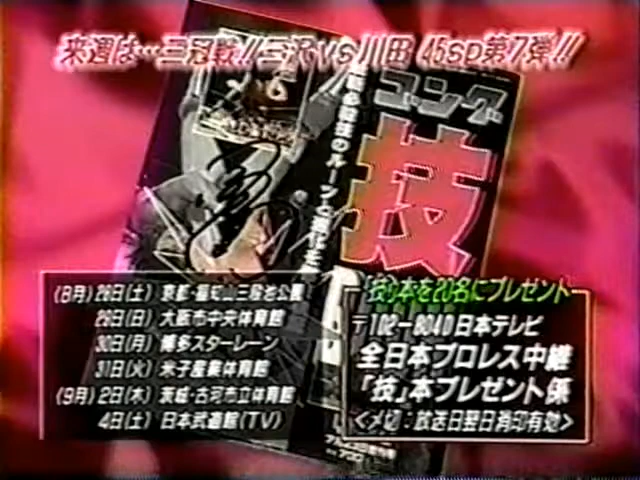 来週は…三冠戦!!三沢vs川田 45sp第7弾!!
ゴング
技
(8月)28日(土) 京都・福知山三段池公園
29日(日) 大阪市中央体育館
30日(月) 博多スターレーン
31日(火) 米子産業体育館
(9月)2日(木) 茨城・古河市立体育館
4日(土) 日本武道館(TV)
「技」本を20名にプレゼント
〒102-8040日本テレビ
全日本プロレス中継
「技」本プレゼント係
<〆切:放送日翌日消印有効>